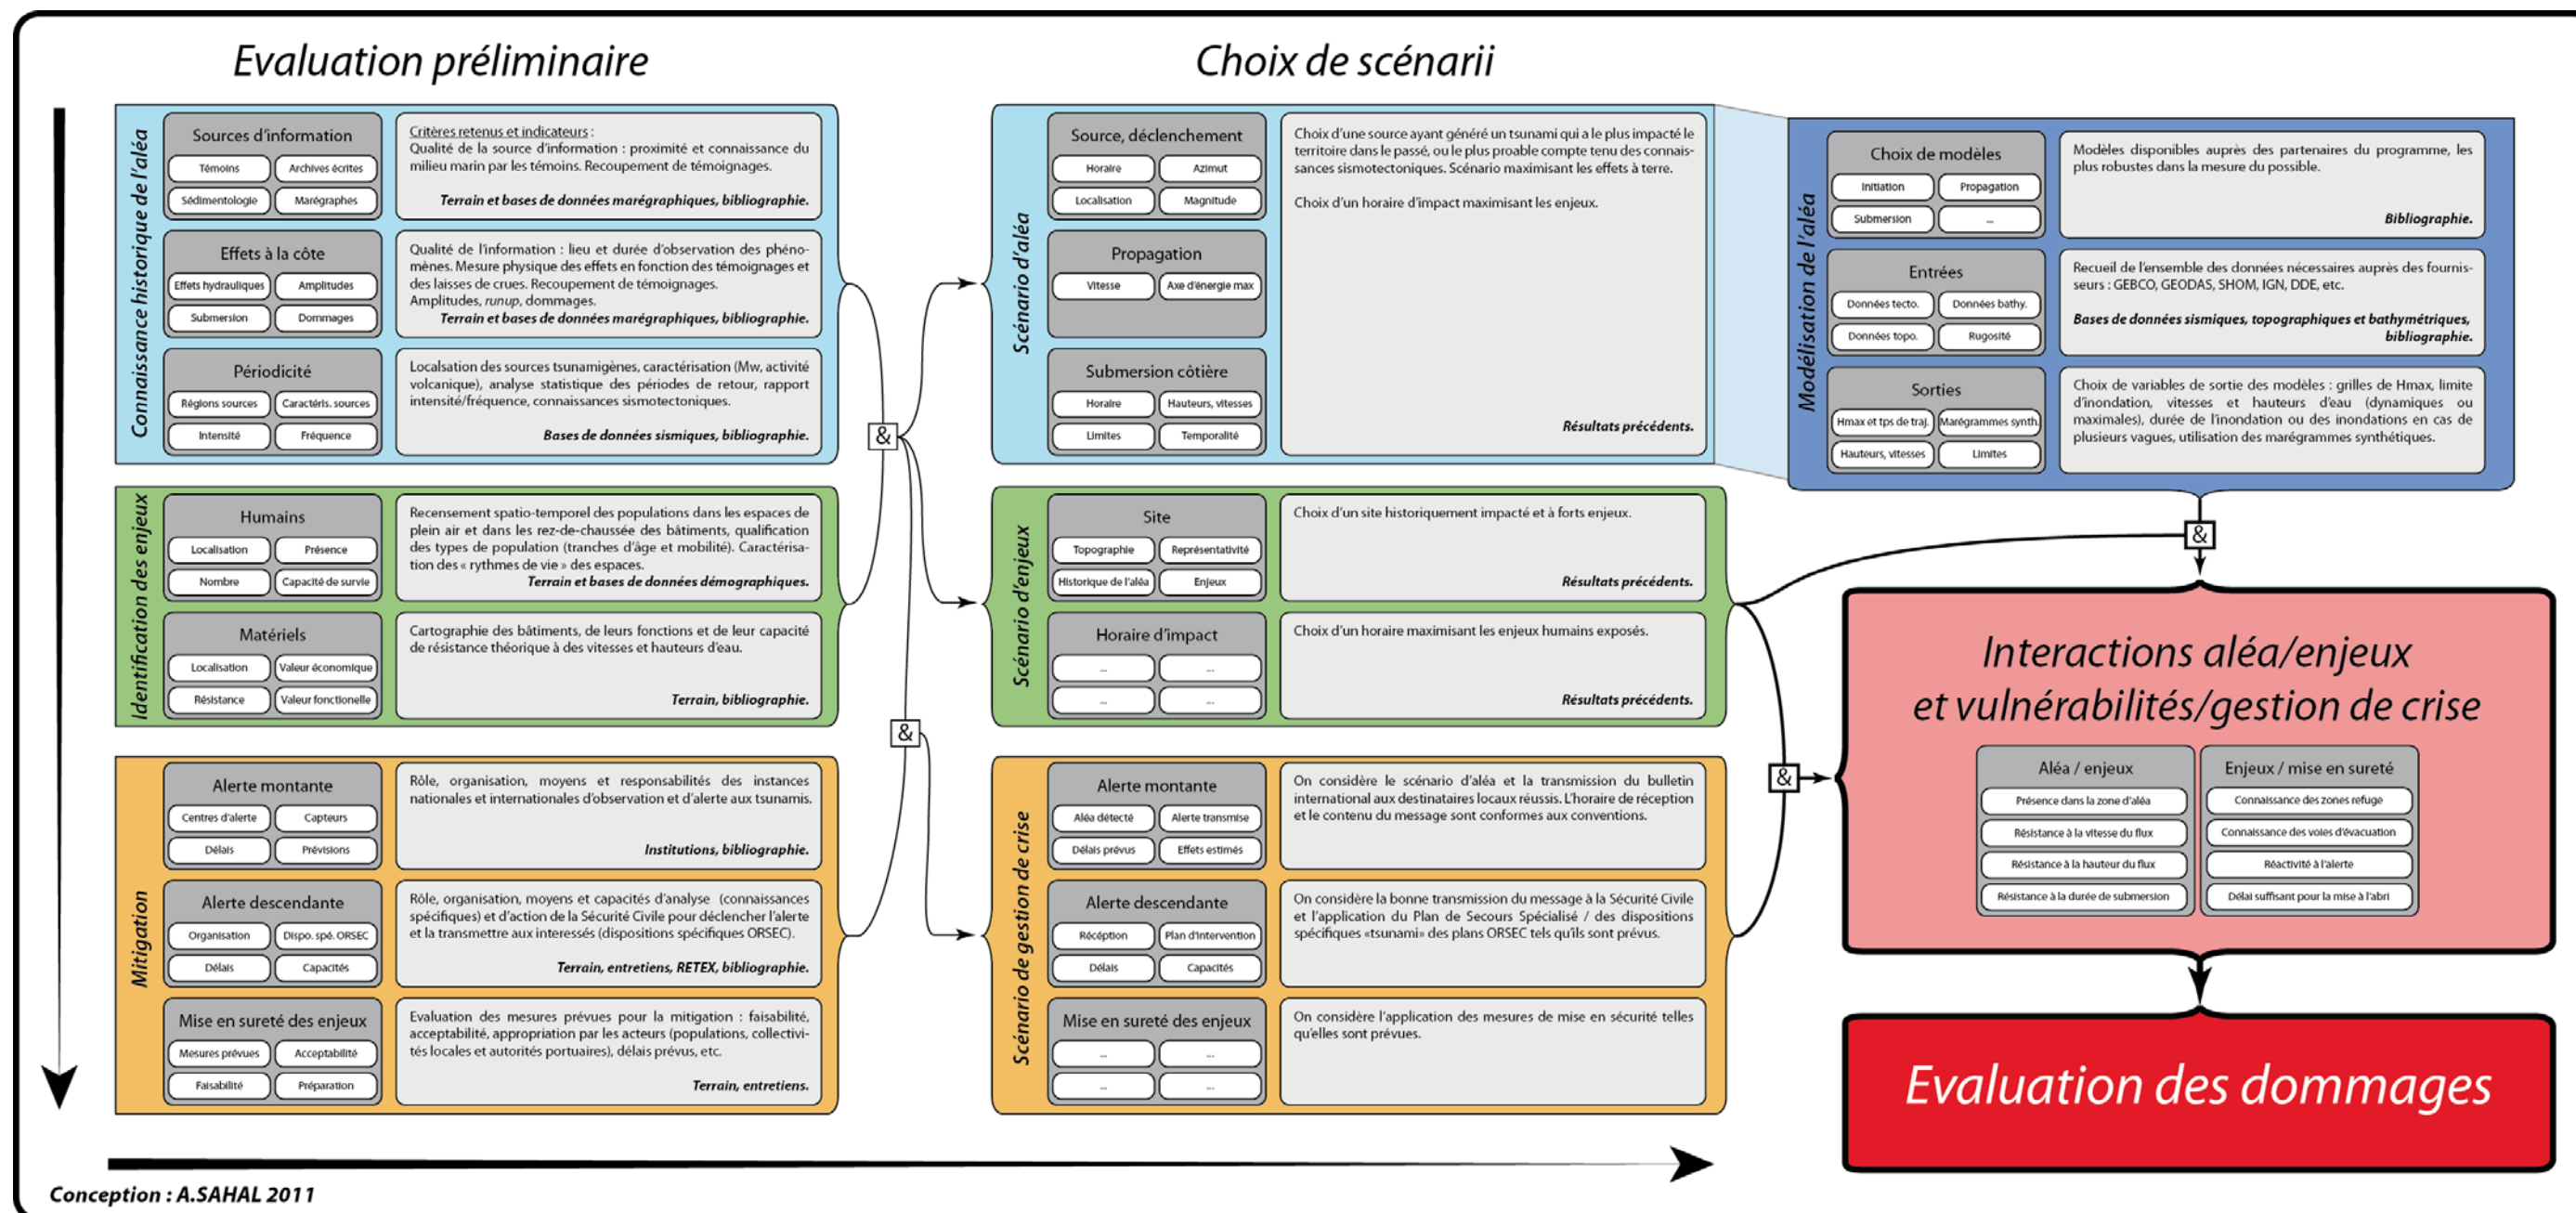 Evaluation préliminaire
Choix de scénarii
Connaissance historique de l'aléa
Sources d'information
Témoins
Archives écrites
Sédimentologie
Marégraphes
Critères retenus et indicateurs :
Qualité de la source d'information : proximité et connaissance du
milieu marin par les témoins. Recoupement de témoignages.
Terrain et bases de données marégraphiques, bibliographie.
Effets à la côte
Effets hydrauliques
Amplitudes
Submersion
Dommages
Qualité de l'information : lieu et durée d'observation des phéno-
mènes. Mesure physique des effets en fonction des témoignages et
des laisses de crues. Recoupement de témoignages.
Amplitudes, runup, dommages.
Terrain et bases de données marégraphiques, bibliographie.
Périodicité
Régions sources
Caractéris. sources
Intensité
Fréquence
Localsation des sources tsunamigènes, caractérisation (Mw, activité
volcanique), analyse statistique des périodes de retour, rapport
intensité/fréquence, connaissances sismotectoniques.
Bases de données sismiques, bibliographie.
Identification des enjeux
Humains
Localisation
Présence
Nombre
Capacité de survie
Recensement spatio-temporel des populations dans les espaces de
plein air et dans les rez-de-chaussée des bâtiments, qualification
des types de population (tranches d'âge et mobilité). Caractérisa-
tion des « rythmes de vie » des espaces.
Terrain et bases de données démographiques.
Matériels
Localisation
Valeur économique
Résistance
Valeur fonctionelle
Cartographie des bâtiments, de leurs fonctions et de leur capacité
de résistance théorique à des vitesses et hauteurs d'eau.
Terrain, bibliographie.
Mitigation
Alerte montante
Centres d'alerte
Capteurs
Délais
Prévisions
Rôle, organisation, moyens et responsabilités des instances
nationales et internationales d'observation et d'alerte aux tsunamis.
Institutions, bibliographie.
Alerte descendante
Organisation
Dispo. spé. ORSEC
Délais
Capacités
Rôle, organisation, moyens et capacités d'analyse (connaissances
spécifiques) et d'action de la Sécurité Civile pour déclencher l'alerte
et la transmettre aux interessés (dispositions spécifiques ORSEC).
Terrain, entretiens, RETEX, bibliographie.
Mise en sureté des enjeux
Mesures prévues
Acceptabilité
Faisabilité
Préparation
Evaluation des mesures prévues pour la mitigation : faisabilité,
acceptabilité, appropriation par les acteurs (populations, collectivi-
tés locales et autorités portuaires), délais prévus, etc.
Terrain, entretiens.
&
&
Scénario d'aléa
Source, déclenchement
Horaire
Azimut
Localisation
Magnitude
Propagation
Vitesse
Axe d'énergie max
Submersion côtière
Horaire
Hauteurs, vitesses
Limites
Temporalité
Choix d'une source ayant généré un tsunami qui a le plus impacté le
territoire dans le passé, ou le plus proable compte tenu des connais-
sances sismotectoniques. Scénario maximisant les effets à terre.
Choix d'un horaire d'impact maximisant les enjeux.
Résultats précédents.
Scénario d'enjeux
Site
Topographie
Représentativité
Historique de l'aléa
Enjeux
Choix d'un site historiquement impacté et à forts enjeux.
Résultats précédents.
Horaire d'impact
...
...
...
...
Choix d'un horaire maximisant les enjeux humains exposés.
Résultats précédents.
Scénario de gestion de crise
Alerte montante
Aléa détecté
Alerte transmise
Délais prévus
Effets estimés
On considère le scénario d'aléa et la transmission du bulletin
international aux destinataires locaux réussis. L'horaire de réception
et le contenu du message sont conformes aux conventions.
Alerte descendante
Récéption
Plan d'intervention
Délais
Capacités
On considère la bonne transmission du message à la Sécurité Civile
et l'application du Plan de Secours Spécialisé / des dispositions
spécifiques «tsunami» des plans ORSEC tels qu'ils sont prévus.
Mise en sureté des enjeux
...
...
...
...
On considère l'application des mesures de mise en sécurité telles
qu'elles sont prévues.
Modélisation de l'aléa
Choix de modèles
Initiation
Propagation
Submersion
...
Modèles disponibles auprès des partenaires du programme, les
plus robustes dans la mesure du possible.
Bibliographie.
Entrées
Données tecto.
Données bathy.
Données topo.
Rugosité
Recueil de l'ensemble des données nécessaires auprès des fournis-
seurs : GEBCO, GEODAS, SHOM, IGN, DDE, etc.
Bases de données sismiques, topographiques et bathymétriques,
bibliographie.
Sorties
Hmax et tps de traj.
Marégrammes synth.
Hauteurs, vitesses
Limites
Choix de variables de sortie des modèles : grilles de Hmax, limite
d'inondation, vitesses et hauteurs d'eau (dynamiques ou
maximales), durée de l'inondation ou des inondations en cas de
plusieurs vagues, utilisation des marégrammes synthétiques.
&
&
Interactions aléa/enjeux
et vulnérabilités/gestion de crise
Aléa / enjeux
Présence dans la zone d'aléa
Résistance à la vitesse du flux
Résistance à la hauteur du flux
Résistance à la durée de submersion
Enjeux / mise en sureté
Connaissance des zones refuge
Connaissance des voies d'évacuation
Réactivité à l'alerte
Délai suffisant pour la mise à l'abri
Evaluation des dommages
Conception : A.SAHAL 2011